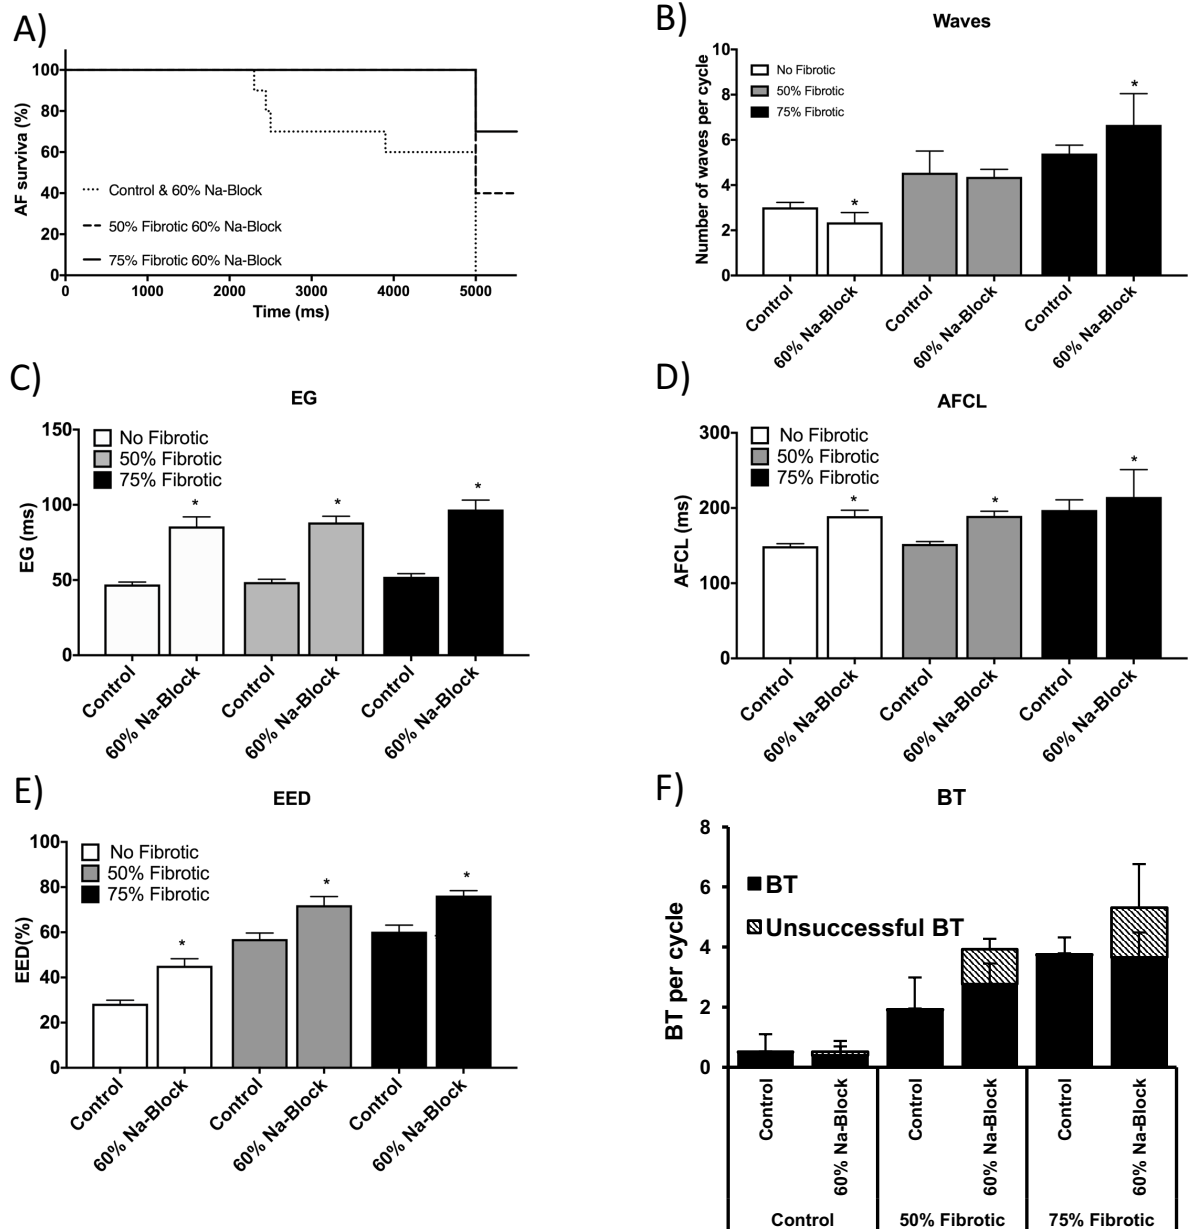 A)
AF surviva (%)
100
80
60
40
20
0
Control & 60% Na-Block
50% Fibrotic 60% Na-Block
75% Fibrotic 60% Na-Block
0 1000 2000 3000 4000 5000
Time (ms)
B)
Waves
Number of waves per cycle
10
8
6
4
2
0
No Fibrotic
50% Fibrotic
75% Fibrotic
* *
Control 60% Na-Block Control 60% Na-Block Control 60% Na-Block
C)
EG
EG (ms)
150
100
50
0
No Fibrotic
50% Fibrotic
75% Fibrotic
* * *
Control 60% Na-Block Control 60% Na-Block Control 60% Na-Block
D)
AFCL
AFCL (ms)
300
200
100
0
No Fibrotic
50% Fibrotic
75% Fibrotic
* * *
Control 60% Na-Block Control 60% Na-Block Control 60% Na-Block
E)
EED
EED(%)
100
80
60
40
20
0
No Fibrotic
50% Fibrotic
75% Fibrotic
* * *
Control 60% Na-Block Control 60% Na-Block Control 60% Na-Block
F)
BT
BT per cycle
8
6
4
2
0
BT
Unsuccessful BT
Control 60% Na-Block Control 60% Na-Block Control 60% Na-Block
Control 50% Fibrotic 75% Fibrotic